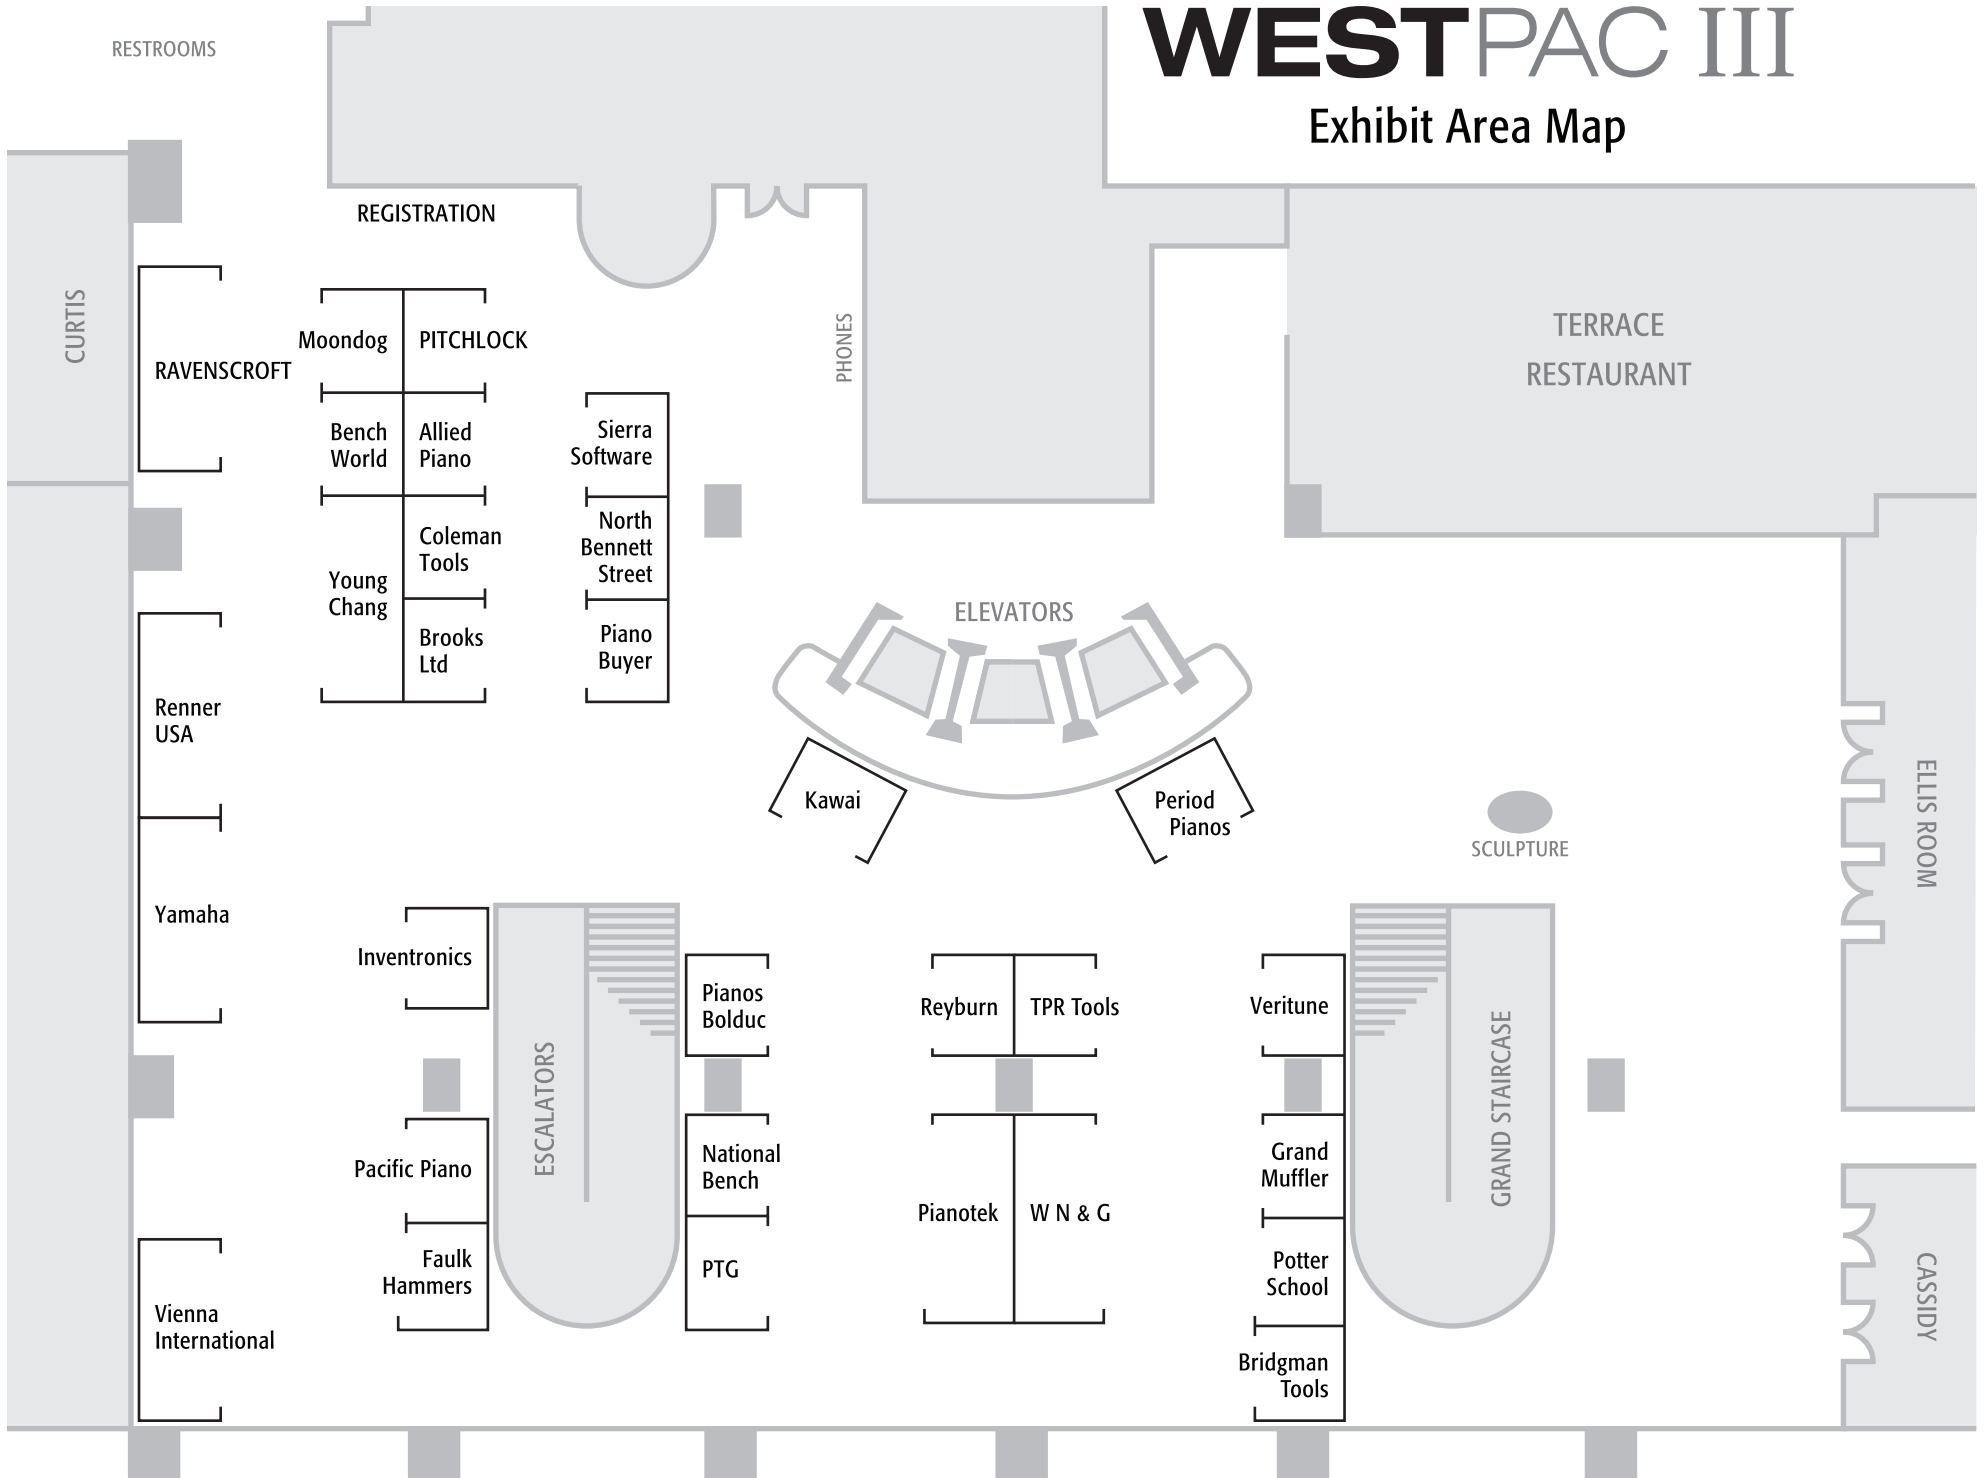 WESTPAC III
Exhibit Area Map
RESTROOMS
REGISTRATION
CURTIS
RAVENSCROFT
Moondog
PITCHLOCK
Bench
World
Allied
Piano
Young
Chang
Coleman
Tools
Brooks
Ltd
Sierra
Software
North
Bennett
Street
Piano
Buyer
PHONES
TERRACE
RESTAURANT
ELEVATORS
Renner
USA
Yamaha
Kawai
Period
Pianos
SCULPTURE
ELLIS ROOM
Inventronics
ESCALATORS
Pianos
Bolduc
Reyburn
TPR Tools
Veritune
GRAND STAIRCASE
Pacific Piano
Faulk
Hammers
National
Bench
PTG
Pianotek
W N & G
Grand
Muffler
Potter
School
Bridgman
Tools
Vienna
International
CASSIDY